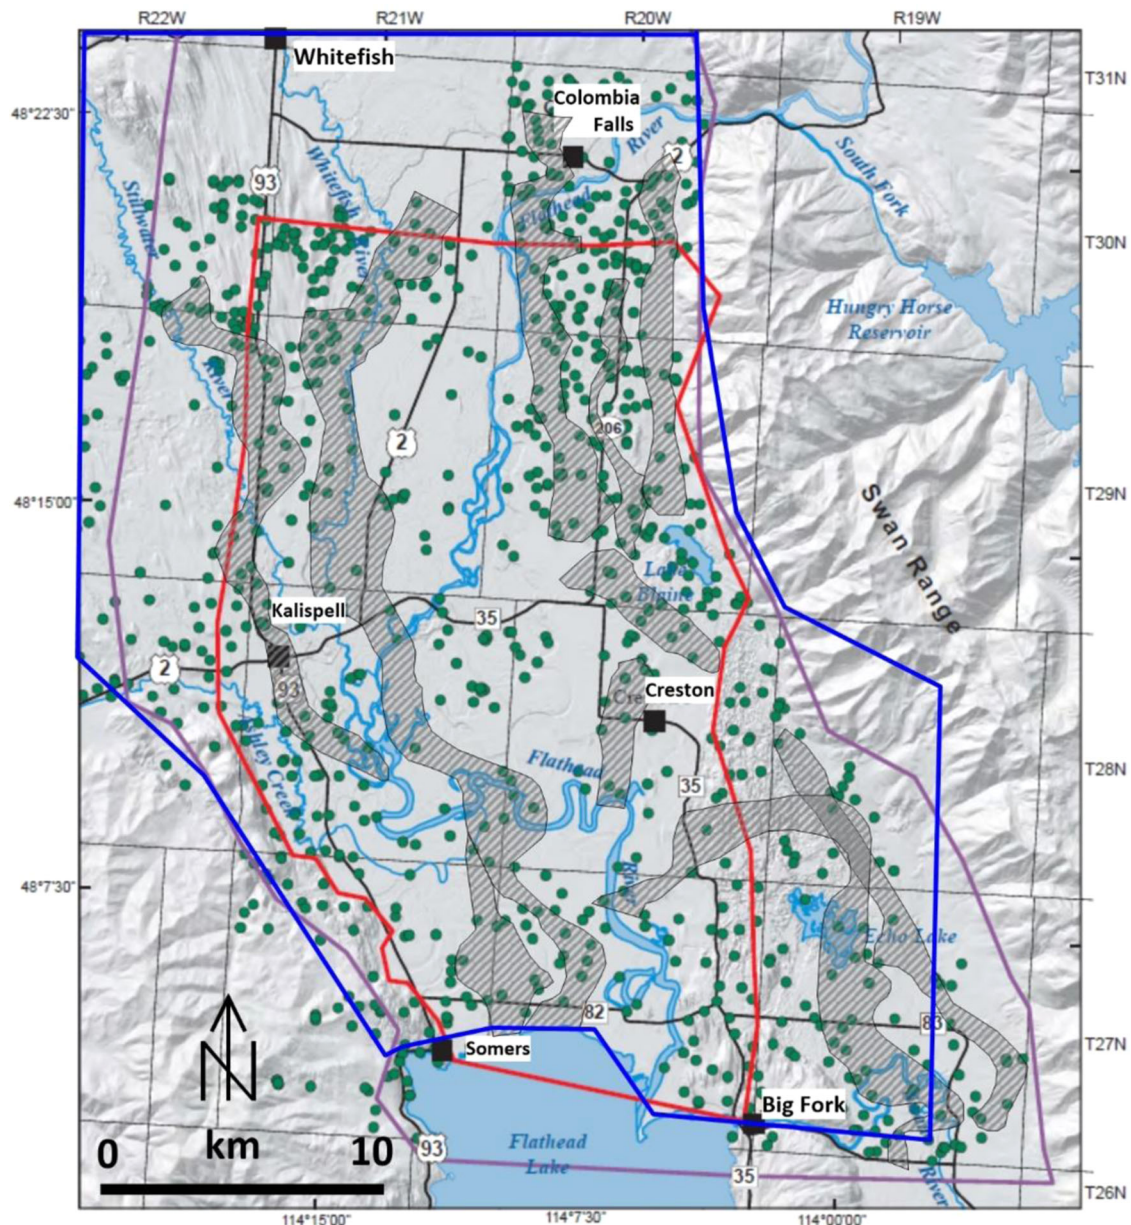 R22W R21W R20W R19W
Whitefish
T31N
Colombia
Falls
48°22'30"
River
2
South Fork
93
Whitefish
River
Stillwater
River
Flathead
T30N
Hungry Horse
Reservoir
206
2
Swan Range
T29N
48°15'00"
Lake
Blaine
Kalispell
35
2
93
Cre
Creston
Ashley Creek
Flathead
River
35
T28N
48°7'30"
Echo Lake
82
83
Somers
T27N
N
Big Fork
0 km 10
93
Flathead
Lake
35
River
T26N
114°15'00" 114°7'30" 114°00'00"